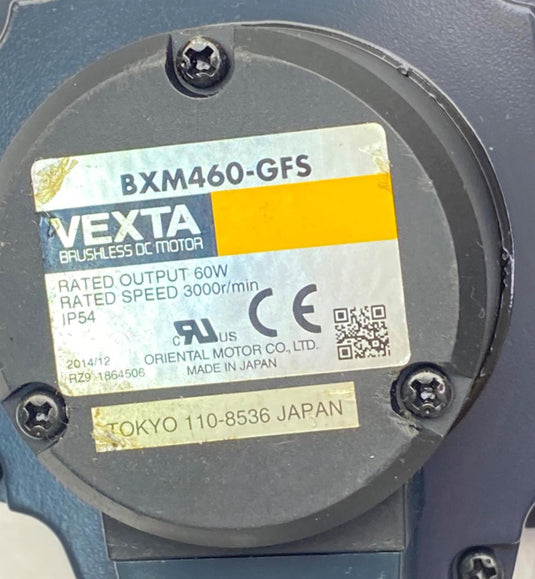 BXM460-GFS
VEXTA
BRUSHLESS DC MOTOR
RATED OUTPUT 60W
RATED SPEED 3000r/min
IP54
c RU US CE
ORIENTAL MOTOR CO., LTD.
MADE IN JAPAN
2014/12
RZ9 1864506
TOKYO 110-8536 JAPAN